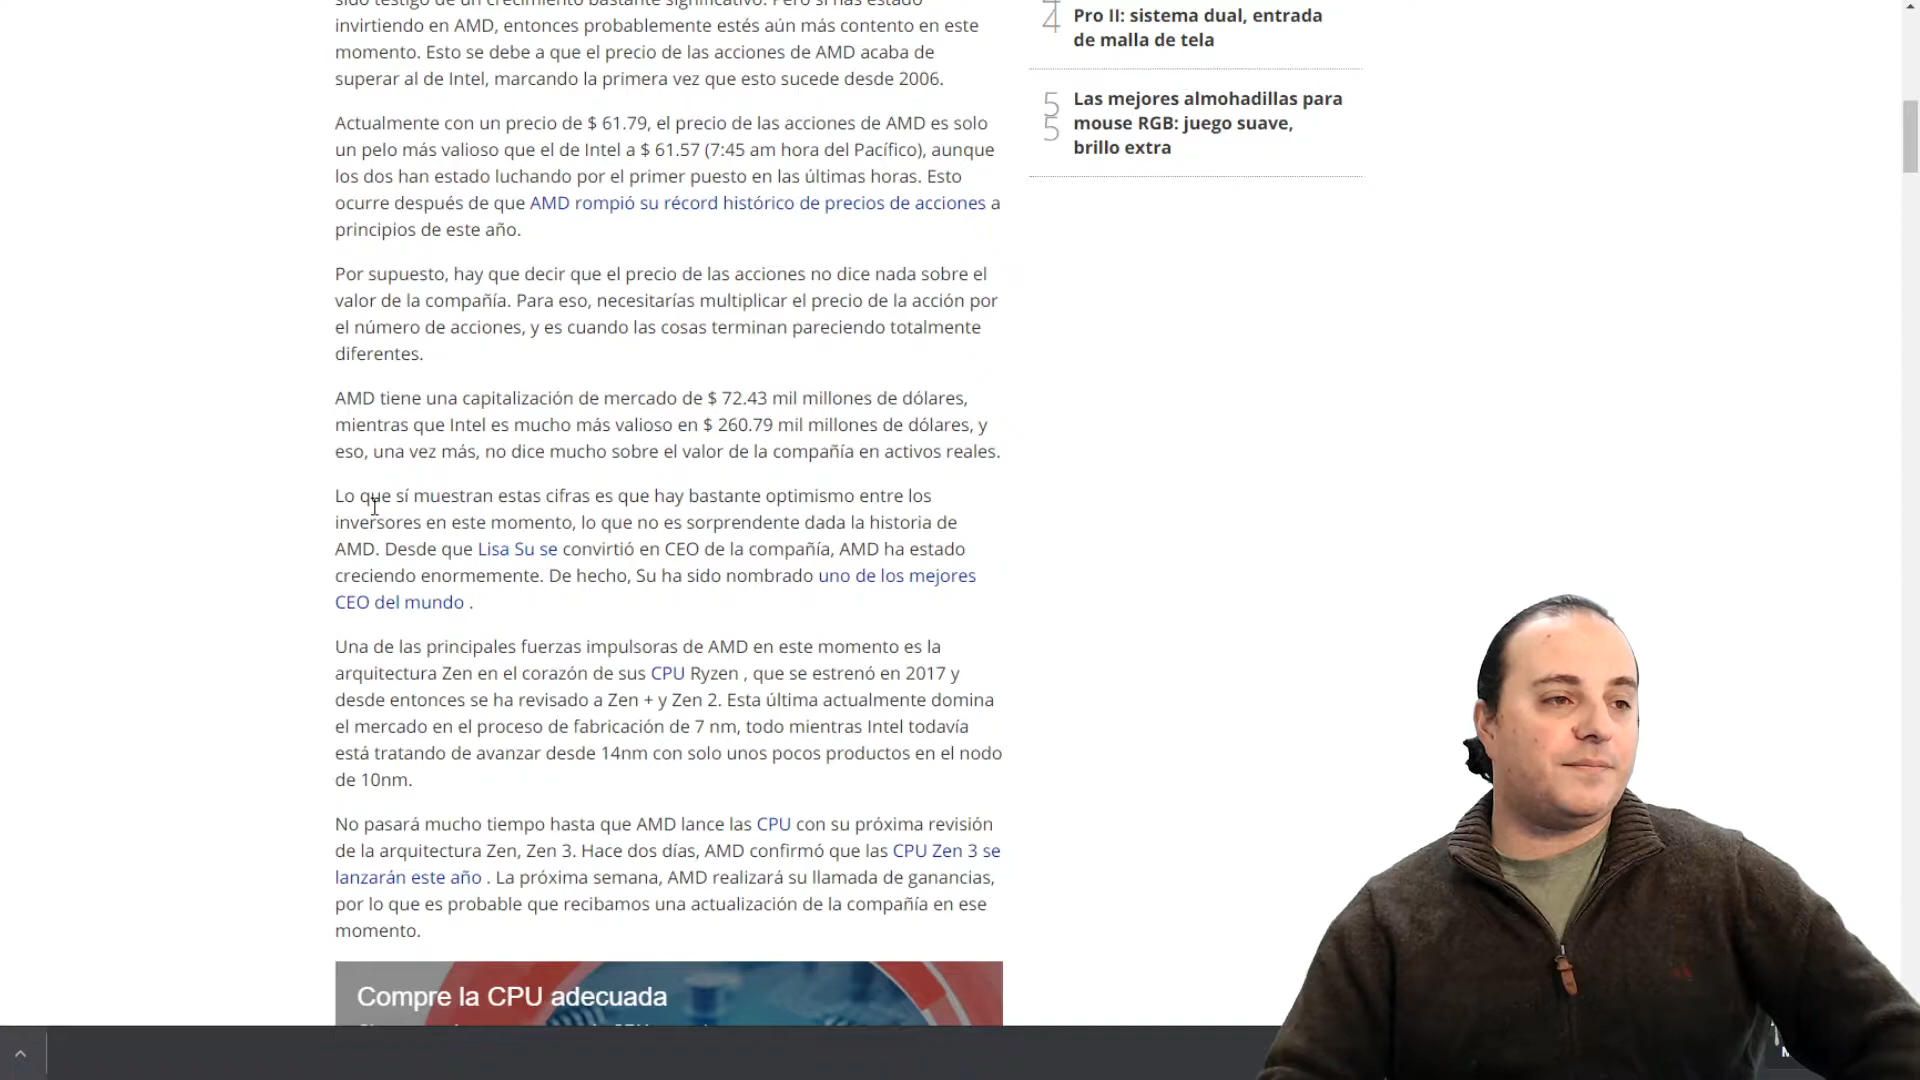 sido testigo de un crecimiento bastante significativo. Pero si has estado
invirtiendo en AMD, entonces probablemente estés aún más contento en este
momento. Esto se debe a que el precio de las acciones de AMD acaba de
superar al de Intel, marcando la primera vez que esto sucede desde 2006.
Actualmente con un precio de $ 61.79, el precio de las acciones de AMD es solo
un pelo más valioso que el de Intel a $ 61.57 (7:45 am hora del Pacífico), aunque
los dos han estado luchando por el primer puesto en las últimas horas. Esto
ocurre después de que AMD rompió su récord histórico de precios de acciones a
principios de este año.
Por supuesto, hay que decir que el precio de las acciones no dice nada sobre el
valor de la compañía. Para eso, necesitarías multiplicar el precio de la acción por
el número de acciones, y es cuando las cosas terminan pareciendo totalmente
diferentes.
AMD tiene una capitalización de mercado de $ 72.43 mil millones de dólares,
mientras que Intel es mucho más valioso en $ 260.79 mil millones de dólares, y
eso, una vez más, no dice mucho sobre el valor de la compañía en activos reales.
Lo que sí muestran estas cifras es que hay bastante optimismo entre los
inversores en este momento, lo que no es sorprendente dada la historia de
AMD. Desde que Lisa Su se convirtió en CEO de la compañía, AMD ha estado
creciendo enormemente. De hecho, Su ha sido nombrado uno de los mejores
CEO del mundo .
Una de las principales fuerzas impulsoras de AMD en este momento es la
arquitectura Zen en el corazón de sus CPU Ryzen , que se estrenó en 2017 y
desde entonces se ha revisado a Zen + y Zen 2. Esta última actualmente domina
el mercado en el proceso de fabricación de 7 nm, todo mientras Intel todavía
está tratando de avanzar desde 14nm con solo unos pocos productos en el nodo
de 10nm.
No pasará mucho tiempo hasta que AMD lance las CPU con su próxima revisión
de la arquitectura Zen, Zen 3. Hace dos días, AMD confirmó que las CPU Zen 3 se
lanzarán este año . La próxima semana, AMD realizará su llamada de ganancias,
por lo que es probable que recibamos una actualización de la compañía en ese
momento.
Compre la CPU adecuada
4
Pro II: sistema dual, entrada
de malla de tela
5
5
Las mejores almohadillas para
mouse RGB: juego suave,
brillo extra